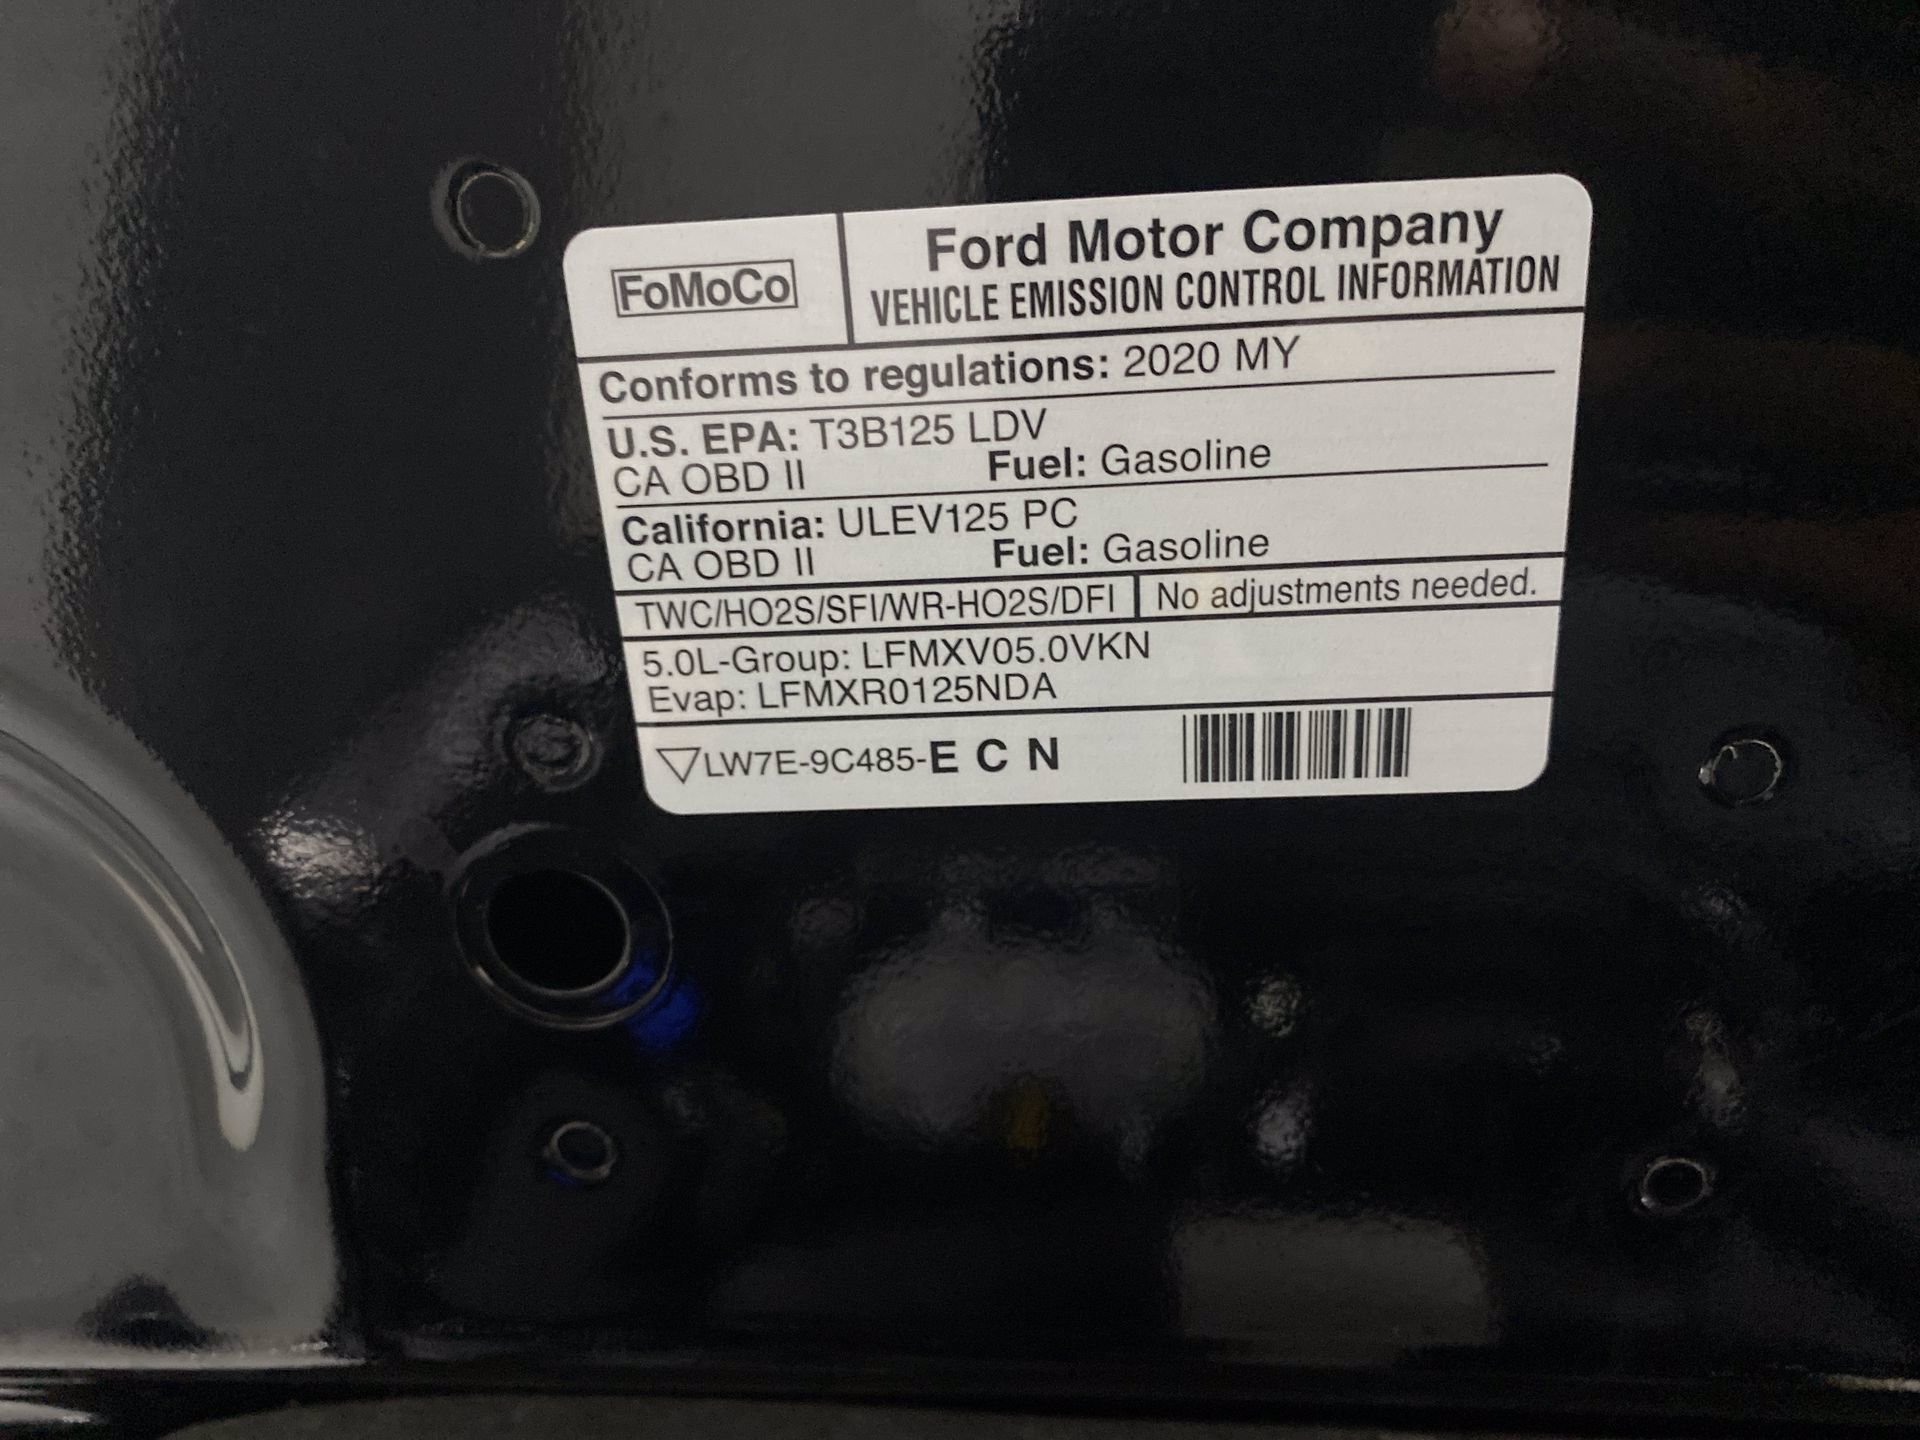 FoMoCo
Ford Motor Company
VEHICLE EMISSION CONTROL INFORMATION
Conforms to regulations: 2020 MY
U.S. EPA: T3B125 LDV
CA OBD II Fuel: Gasoline
California: ULEV125 PC
CA OBD II Fuel: Gasoline
TWC/HO2S/SFI/WR-HO2S/DFI No adjustments needed.
5.0L-Group: LFMXV05.0VKN
Evap: LFMXR0125NDA
▽LW7E-9C485-E C N